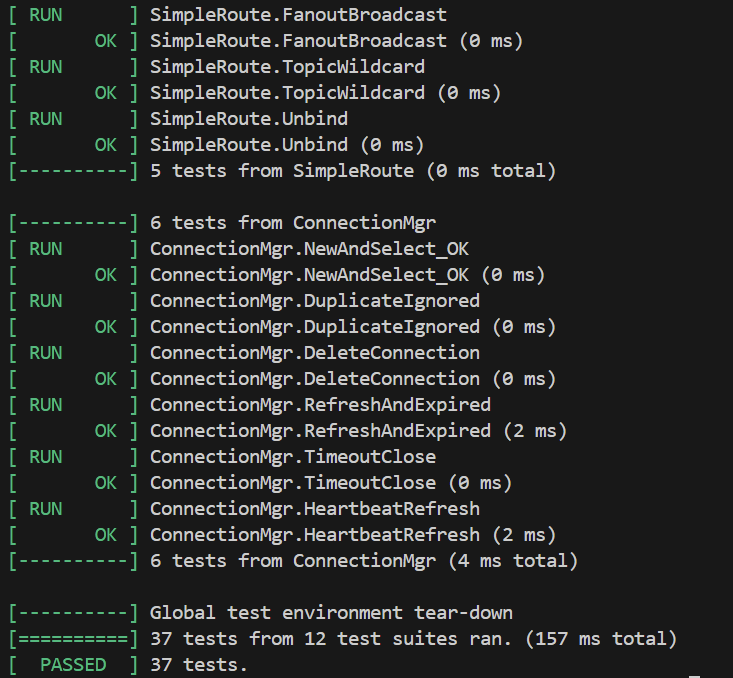 [ RUN      ] SimpleRoute.FanoutBroadcast
[       OK ] SimpleRoute.FanoutBroadcast (0 ms)
[ RUN      ] SimpleRoute.TopicWildcard
[       OK ] SimpleRoute.TopicWildcard (0 ms)
[ RUN      ] SimpleRoute.Unbind
[       OK ] SimpleRoute.Unbind (0 ms)
[----------] 5 tests from SimpleRoute (0 ms total)

[----------] 6 tests from ConnectionMgr
[ RUN      ] ConnectionMgr.NewAndSelect_OK
[       OK ] ConnectionMgr.NewAndSelect_OK (0 ms)
[ RUN      ] ConnectionMgr.DuplicateIgnored
[       OK ] ConnectionMgr.DuplicateIgnored (0 ms)
[ RUN      ] ConnectionMgr.DeleteConnection
[       OK ] ConnectionMgr.DeleteConnection (0 ms)
[ RUN      ] ConnectionMgr.RefreshAndExpired
[       OK ] ConnectionMgr.RefreshAndExpired (2 ms)
[ RUN      ] ConnectionMgr.TimeoutClose
[       OK ] ConnectionMgr.TimeoutClose (0 ms)
[ RUN      ] ConnectionMgr.HeartbeatRefresh
[       OK ] ConnectionMgr.HeartbeatRefresh (2 ms)
[----------] 6 tests from ConnectionMgr (4 ms total)

[----------] Global test environment tear-down
[==========] 37 tests from 12 test suites ran. (157 ms total)
[  PASSED  ] 37 tests.